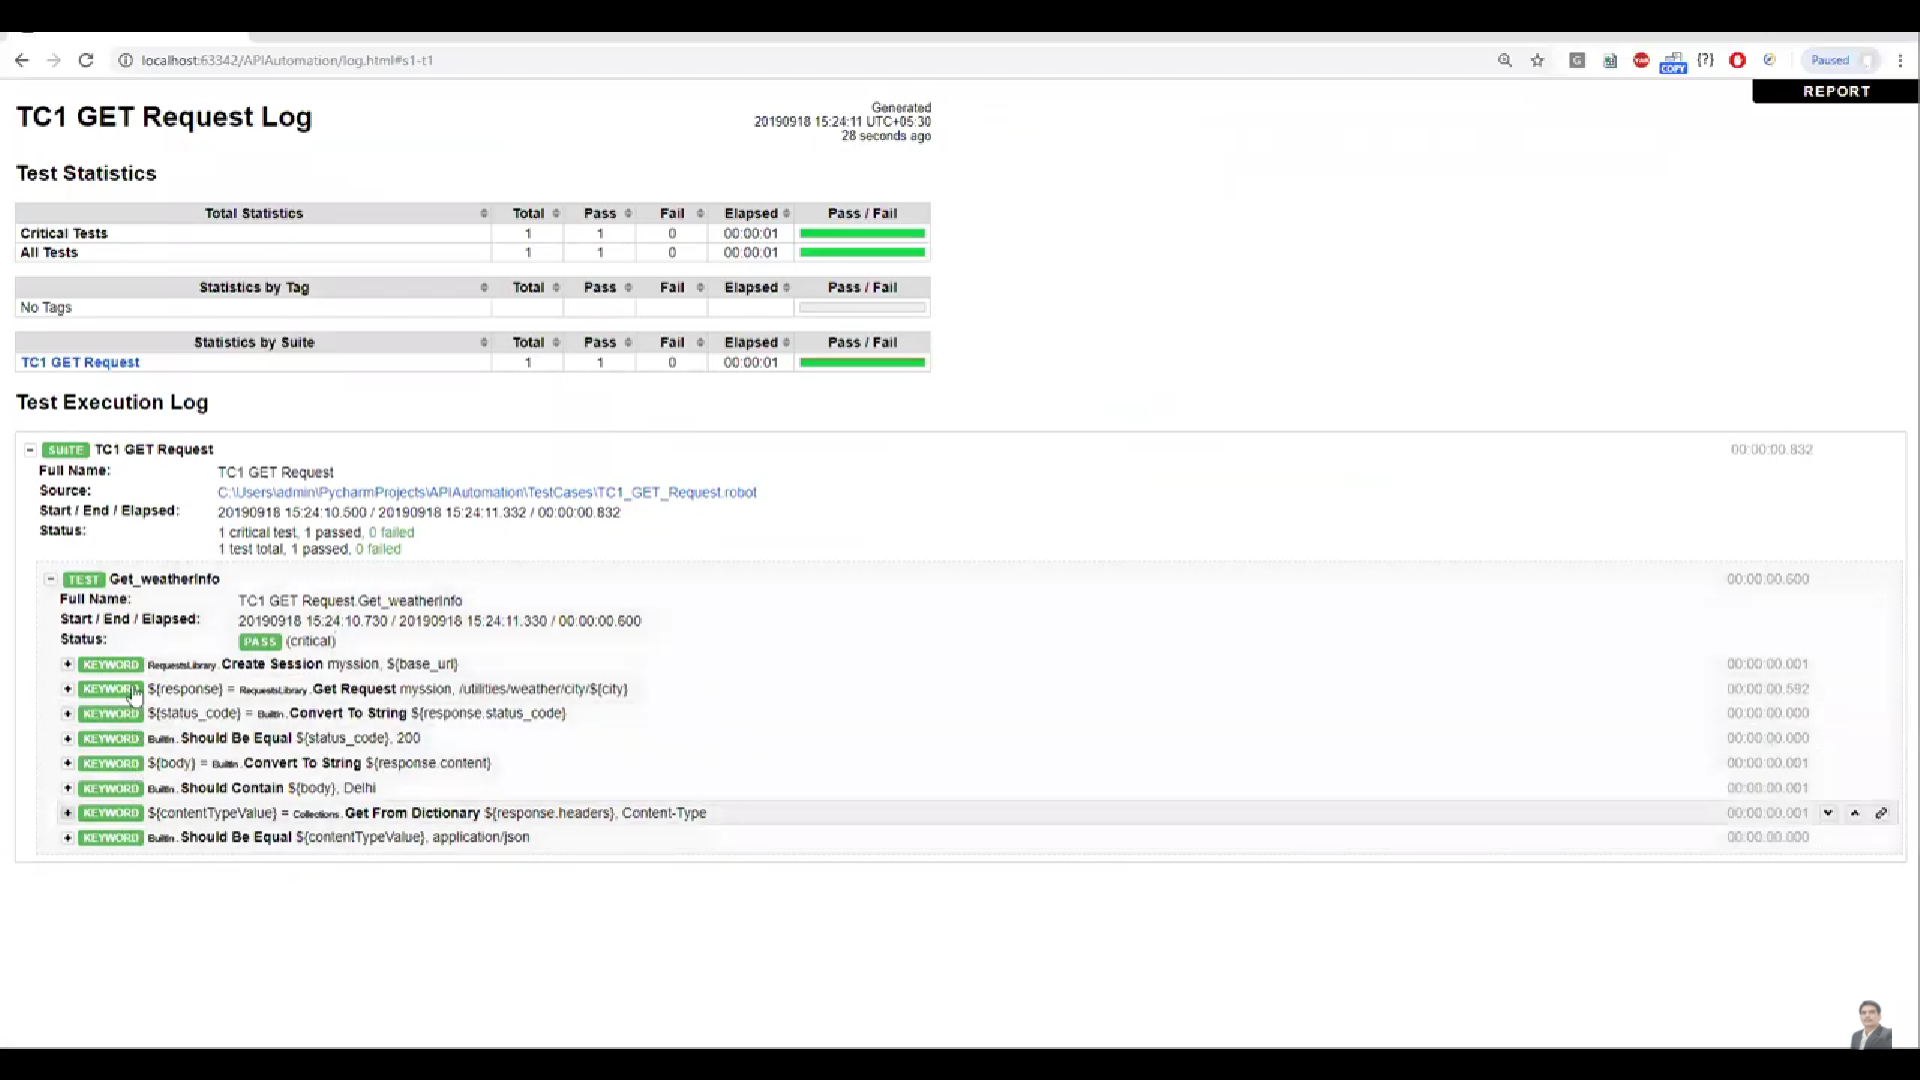 localhost:63342/APIAutomation/log.html#s1-t1
COPY
{?}
Paused
REPORT
TC1 GET Request Log
Generated
20190918 15:24:11 UTC+05:30
28 seconds ago
Test Statistics
Total Statistics Total Pass Fail Elapsed Pass / Fail
Critical Tests 1 1 0 00:00:01
All Tests 1 1 0 00:00:01
Statistics by Tag Total Pass Fail Elapsed Pass / Fail
No Tags
Statistics by Suite Total Pass Fail Elapsed Pass / Fail
TC1 GET Request 1 1 0 00:00:01
Test Execution Log
- SUITE TC1 GET Request 00:00:00.832
Full Name: TC1 GET Request
Source: C:\Users\admin\PycharmProjects\APIAutomation\TestCases\TC1_GET_Request.robot
Start / End / Elapsed: 20190918 15:24:10.500 / 20190918 15:24:11.332 / 00:00:00.832
Status: 1 critical test, 1 passed, 0 failed
1 test total, 1 passed, 0 failed
- TEST Get_weatherInfo 00:00:00.600
Full Name: TC1 GET Request.Get_weatherInfo
Start / End / Elapsed: 20190918 15:24:10.730 / 20190918 15:24:11.330 / 00:00:00.600
Status: PASS (critical)
+ KEYWORD RequestsLibrary. Create Session myssion, ${base_url} 00:00:00.001
+ KEYWORD ${response} = RequestsLibrary. Get Request myssion, /utilities/weather/city/${city} 00:00:00.592
+ KEYWORD ${status_code} = BuiltIn. Convert To String ${response.status_code} 00:00:00.000
+ KEYWORD BuiltIn. Should Be Equal ${status_code}, 200 00:00:00.000
+ KEYWORD ${body} = BuiltIn. Convert To String ${response.content} 00:00:00.001
+ KEYWORD BuiltIn. Should Contain ${body}, Delhi 00:00:00.001
+ KEYWORD ${contentTypeValue} = Collections. Get From Dictionary ${response.headers}, Content-Type 00:00:00.001
+ KEYWORD BuiltIn. Should Be Equal ${contentTypeValue}, application/json 00:00:00.000